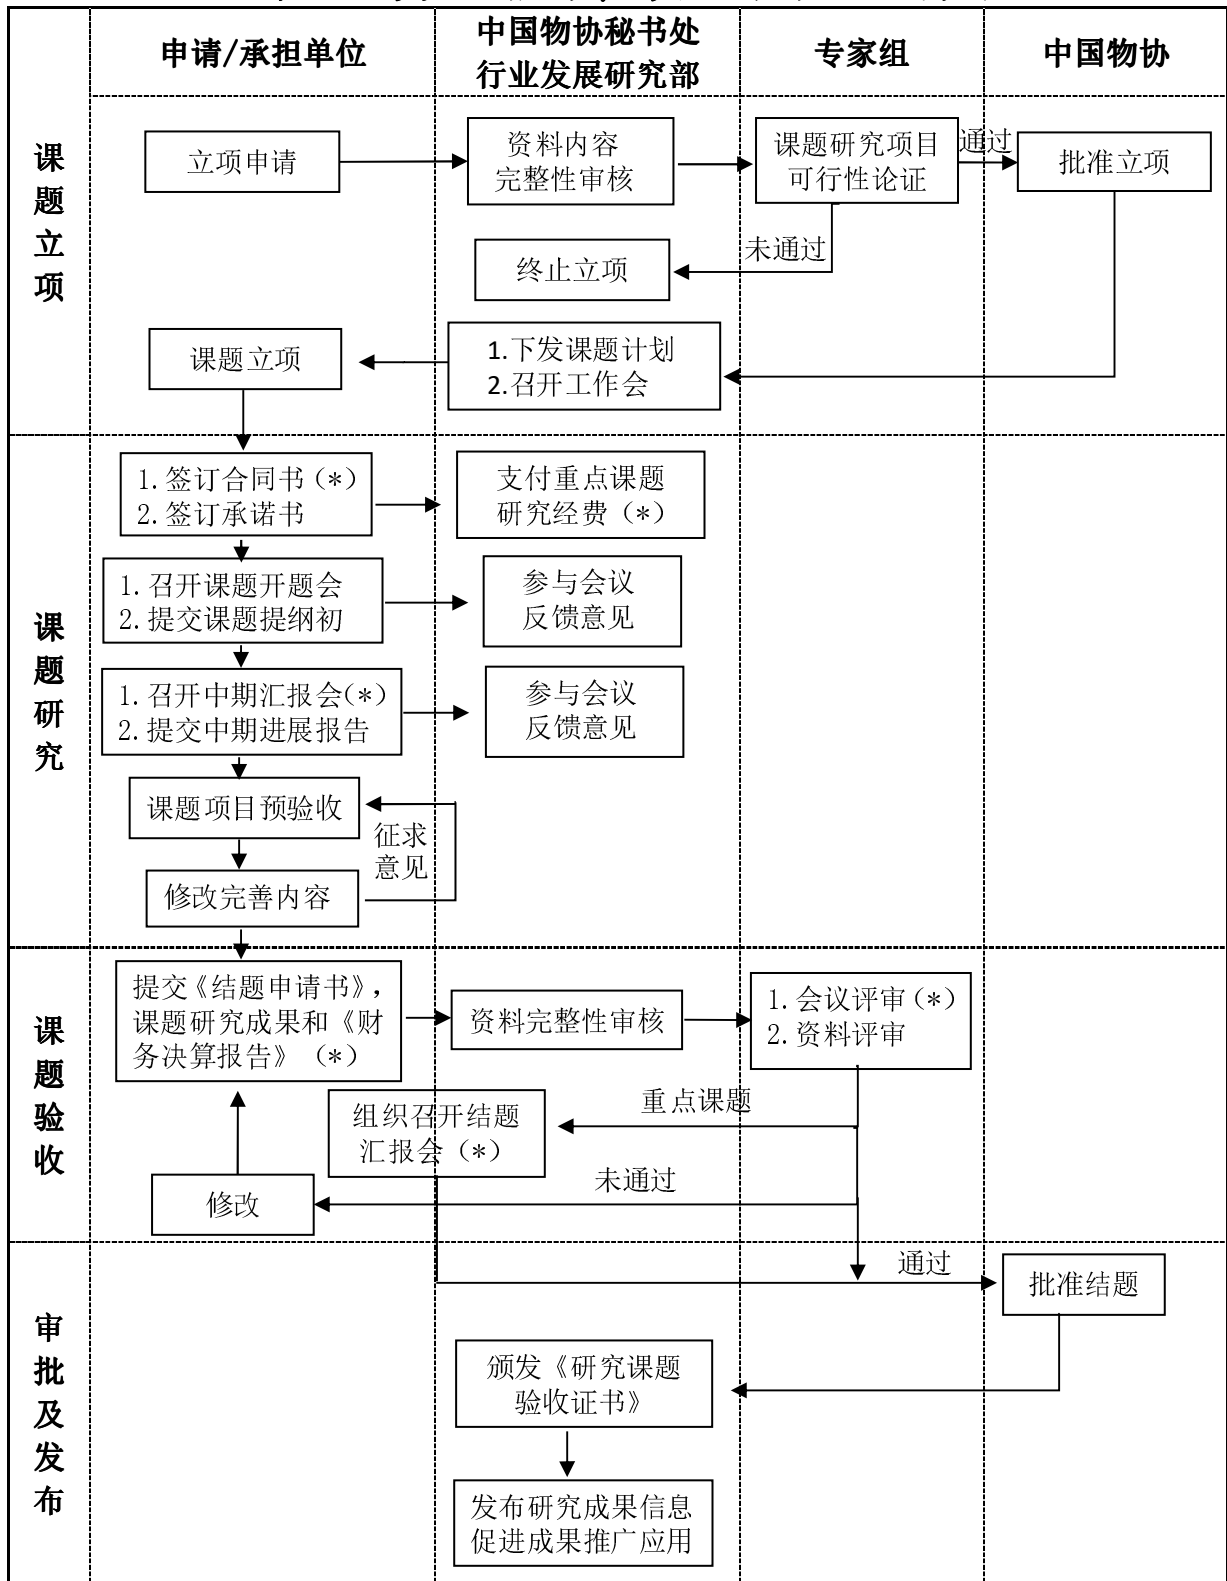 申请/承担单位
中国物协秘书处
行业发展研究部
专家组
中国物协
课
题
立
项
立项申请
资料内容
完整性审核
课题研究项目
可行性论证
通过
批准立项
未通过
终止立项
课题立项
1.下发课题计划
2.召开工作会
课
题
研
究
1.签订合同书(*)
2.签订承诺书
支付重点课题
研究经费(*)
1.召开课题开题会
2.提交课题提纲初
参与会议
反馈意见
1.召开中期汇报会(*)
2.提交中期进展报告
参与会议
反馈意见
课题项目预验收
征求
意见
修改完善内容
课
题
验
收
提交《结题申请书》，
课题研究成果和《财
务决算报告》(*)
资料完整性审核
1.会议评审(*)
2.资料评审
重点课题
组织召开结题
汇报会(*)
未通过
修改
审
批
及
发
布
通过
批准结题
颁发《研究课题
验收证书》
发布研究成果信息
促进成果推广应用